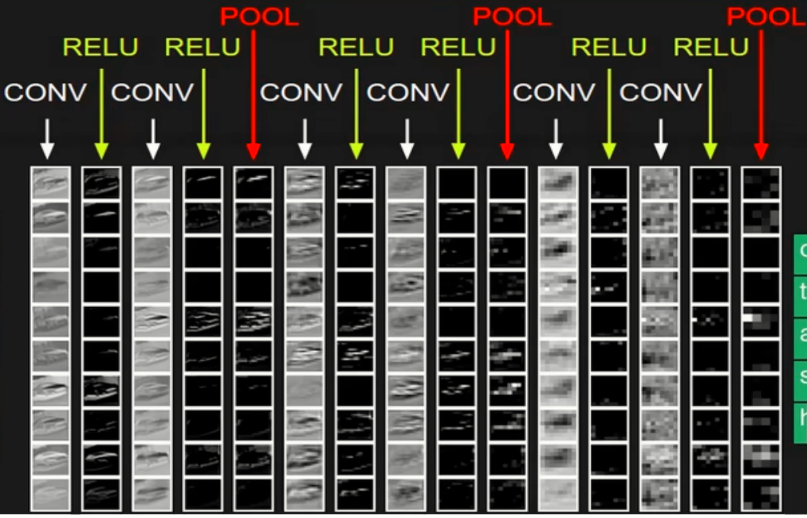 POOL POOL POOL
RELU RELU RELU RELU RELU RELU
CONV CONV CONV CONV CONV CONV
t
a
s
h